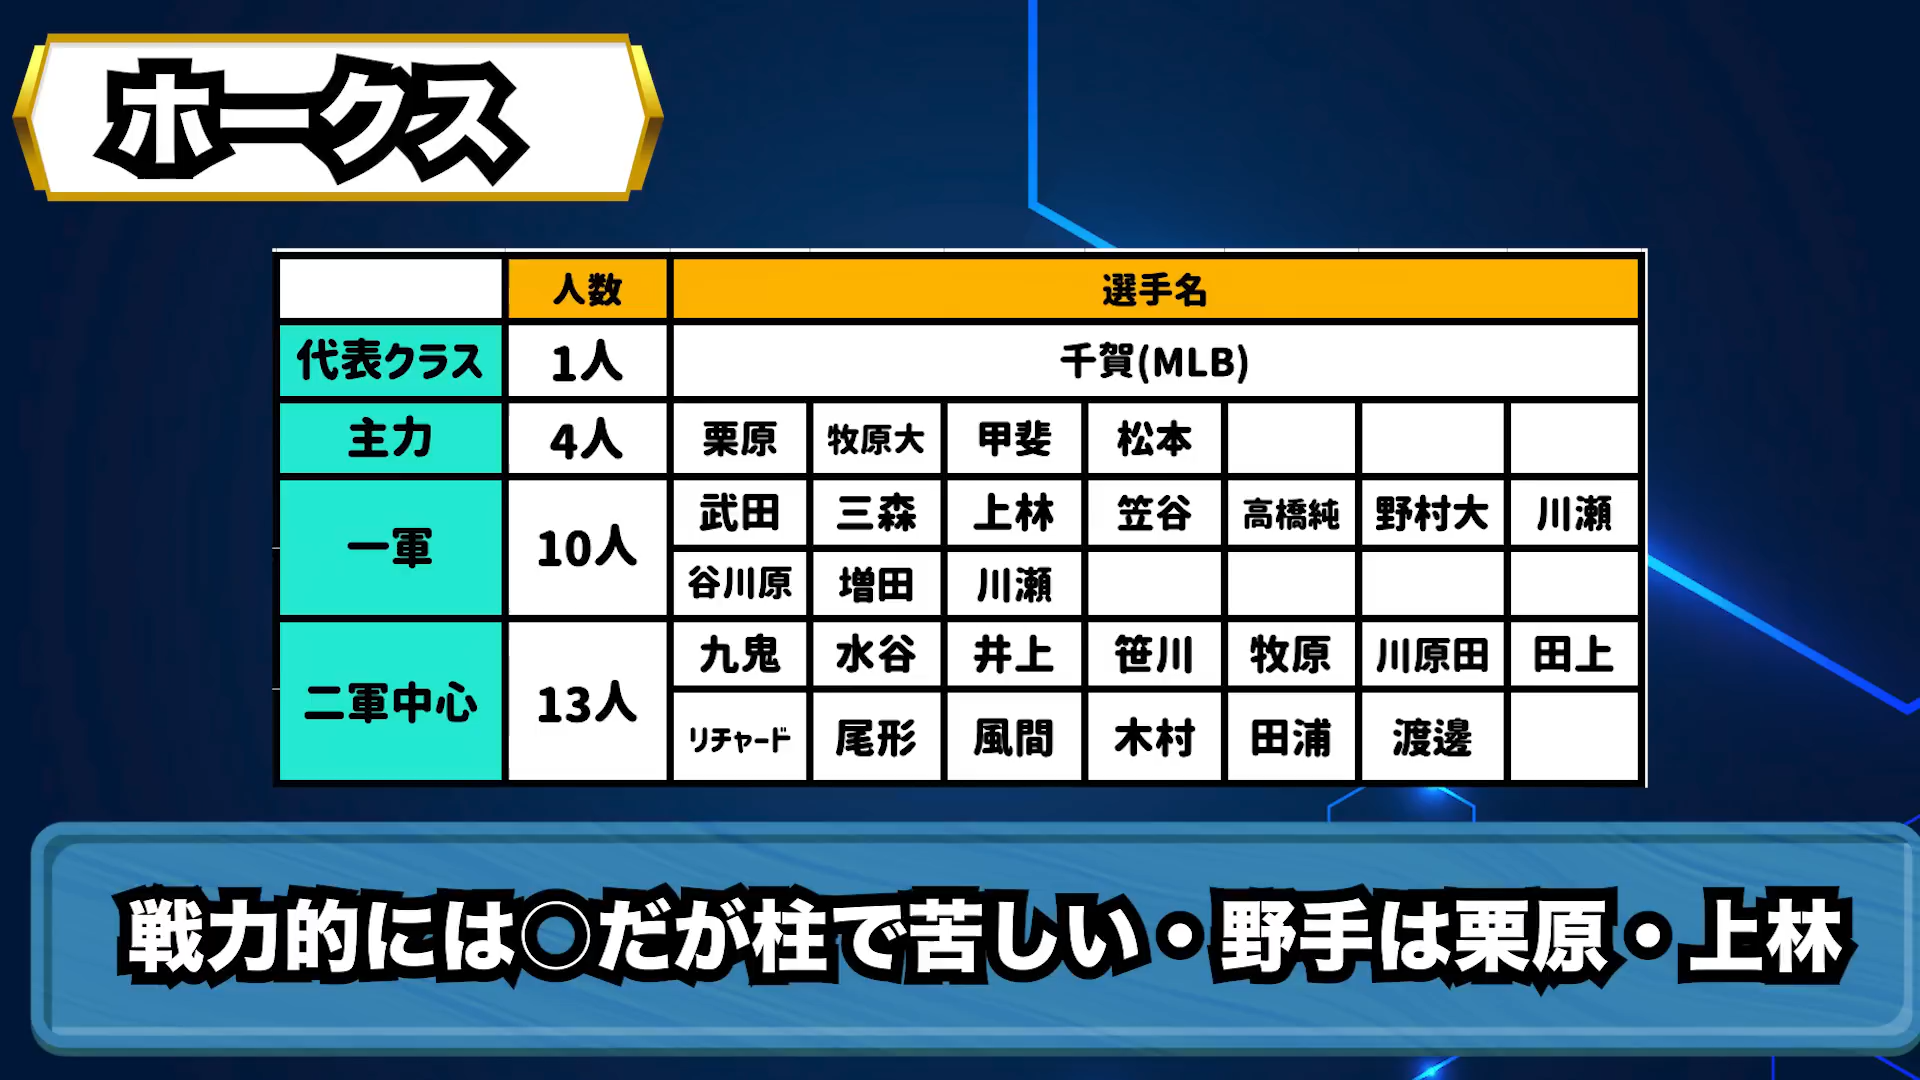 ホークス
人数 選手名
代表クラス 1人 千賀(MLB)
主力 4人 栗原 牧原大 甲斐 松本
一軍 10人 武田 三森 上林 笠谷 高橋純 野村大 川瀬
谷川原 増田 川瀬
二軍中心 13人 九鬼 水谷 井上 笹川 牧原 川原田 田上
リチャード 尾形 風間 木村 田浦 渡邊
戦力的には○だが柱で苦しい・野手は栗原・上林